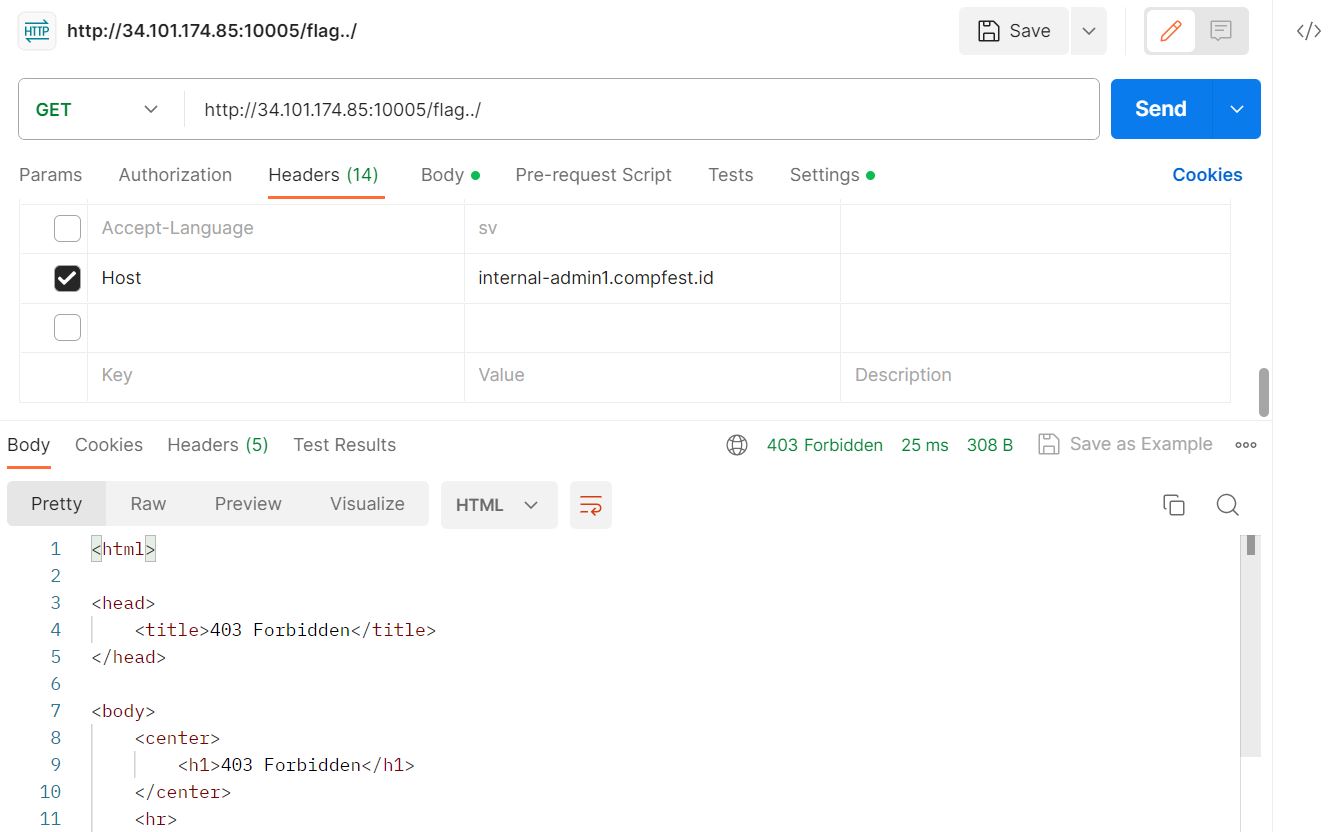 HTTP http://34.101.174.85:10005/flag../ Save
GET http://34.101.174.85:10005/flag../ Send
Params Authorization Headers (14) Body Pre-request Script Tests Settings Cookies
Accept-Language sv
Host internal-admin1.compfest.id
Key Value Description
Body Cookies Headers (5) Test Results 403 Forbidden 25 ms 308 B Save as Example
Pretty Raw Preview Visualize HTML
1 <html>
2
3 <head>
4 <title>403 Forbidden</title>
5 </head>
6
7 <body>
8 <center>
9 <h1>403 Forbidden</h1>
10 </center>
11 <hr>